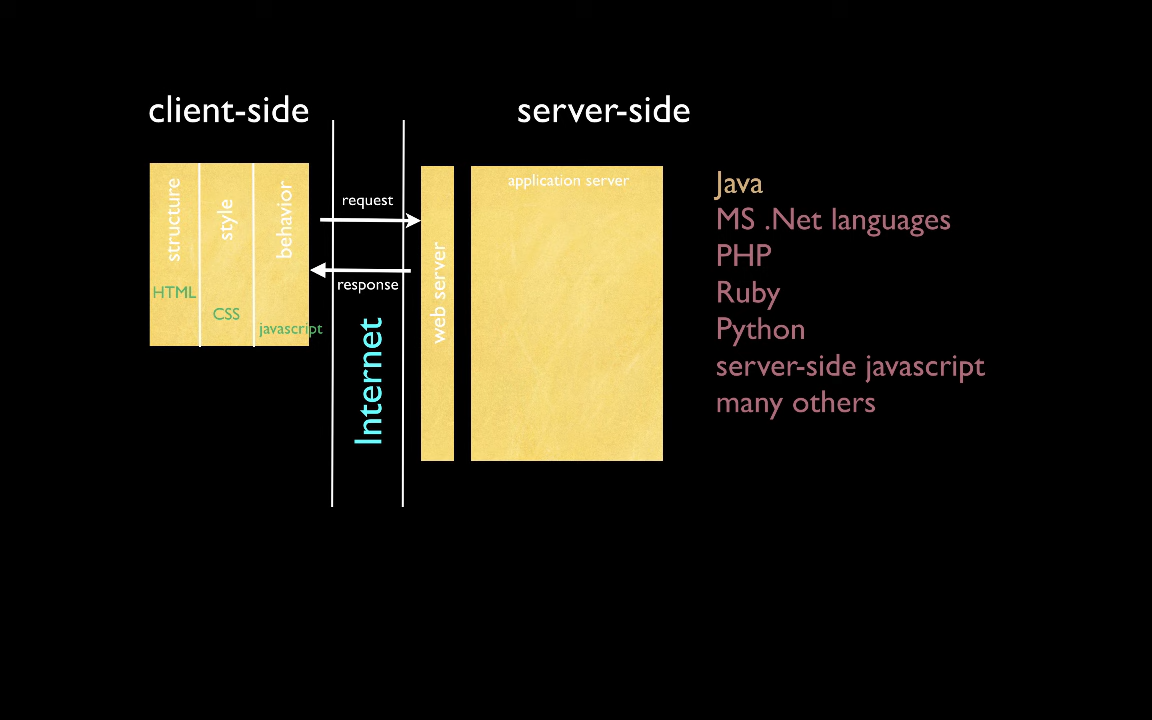 client-side
server-side
structure
style
behavior
HTML
CSS
javascript
request
response
Internet
web server
application server
Java
MS .Net languages
PHP
Ruby
Python
server-side javascript
many others